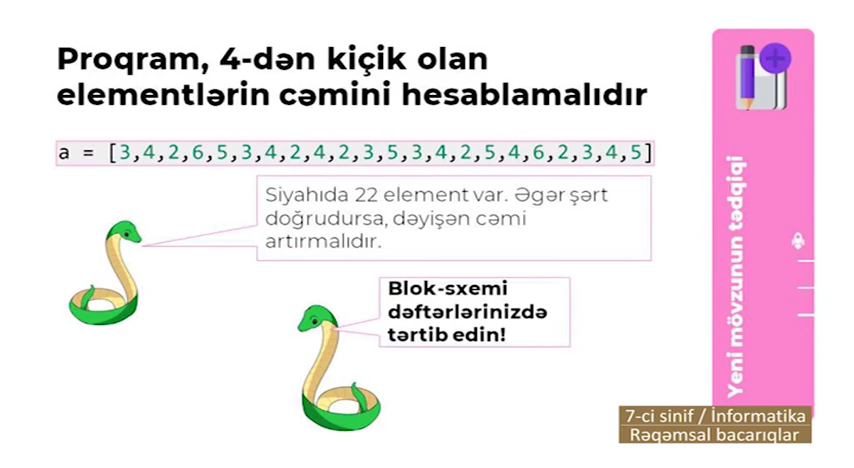 Proqram, 4-dən kiçik olan
elementlərin cəmini hesablamalıdır
a = [3,4,2,6,5,3,4,2,4,2,3,5,3,4,2,5,4,6,2,3,4,5]
Siyahıda 22 element var. Əgər şərt
doğrudursa, dəyişən cəmi
artırmalıdır.
Blok-sxemi
dəftərlərinizdə
tərtib edin!
Yeni mövzunun tədqiqi
7-ci sinif / İnformatika
Rəqəmsal bacarıqlar